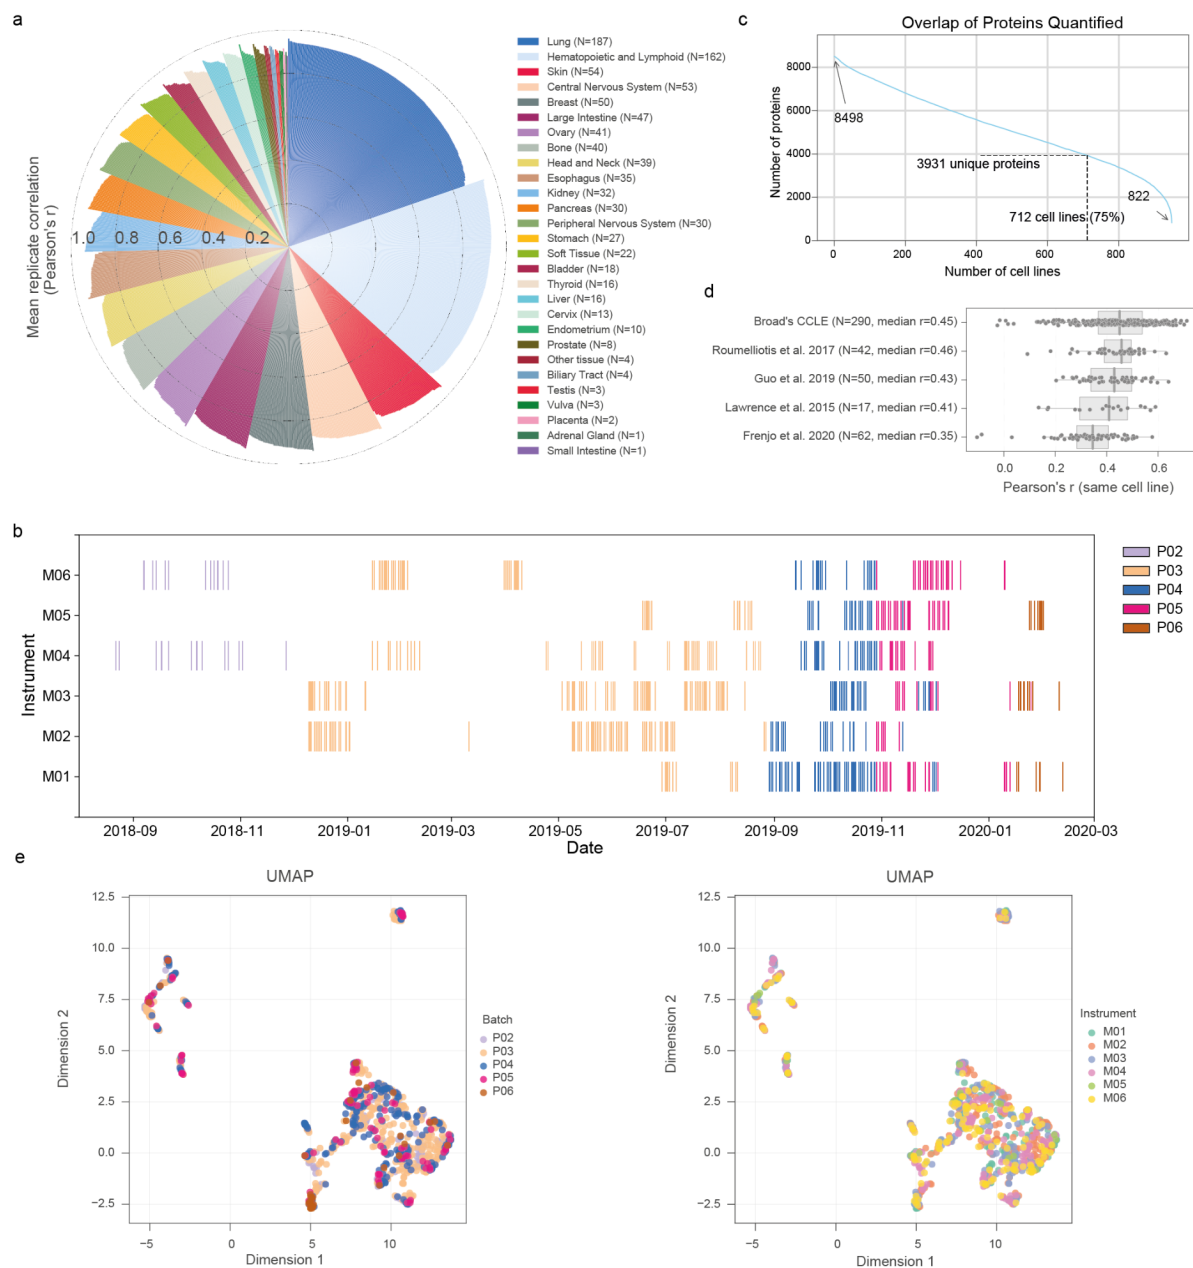 a
Mean replicate correlation
(Pearson's r)
1.0 0.8 0.6 0.4 0.2
Lung (N=187)
Hematopoietic and Lymphoid (N=162)
Skin (N=54)
Central Nervous System (N=53)
Breast (N=50)
Large Intestine (N=47)
Ovary (N=41)
Bone (N=40)
Head and Neck (N=39)
Esophagus (N=35)
Kidney (N=32)
Pancreas (N=30)
Peripheral Nervous System (N=30)
Stomach (N=27)
Soft Tissue (N=22)
Bladder (N=18)
Thyroid (N=16)
Liver (N=16)
Cervix (N=13)
Endometrium (N=10)
Prostate (N=8)
Other tissue (N=4)
Biliary Tract (N=4)
Testis (N=3)
Vulva (N=3)
Placenta (N=2)
Adrenal Gland (N=1)
Small Intestine (N=1)
c
Overlap of Proteins Quantified
Number of proteins
8000
6000
4000
2000
0
8498
3931 unique proteins
822
712 cell lines (75%)
0 200 400 600 800
Number of cell lines
d
Broad's CCLE (N=290, median r=0.45)
Roumelliotis et al. 2017 (N=42, median r=0.46)
Guo et al. 2019 (N=50, median r=0.43)
Lawrence et al. 2015 (N=17, median r=0.41)
Frenjo et al. 2020 (N=62, median r=0.35)
0.0 0.2 0.4 0.6
Pearson's r (same cell line)
b
Instrument
M06
M05
M04
M03
M02
M01
2018-09 2018-11 2019-01 2019-03 2019-05 2019-07 2019-09 2019-11 2020-01 2020-03
Date
P02
P03
P04
P05
P06
e
UMAP
Dimension 2
12.5
10.0
7.5
5.0
2.5
0.0
−2.5
−5 0 5 10
Dimension 1
Batch
P02
P03
P04
P05
P06
UMAP
Dimension 2
12.5
10.0
7.5
5.0
2.5
0.0
−2.5
−5 0 5 10
Dimension 1
Instrument
M01
M02
M03
M04
M05
M06